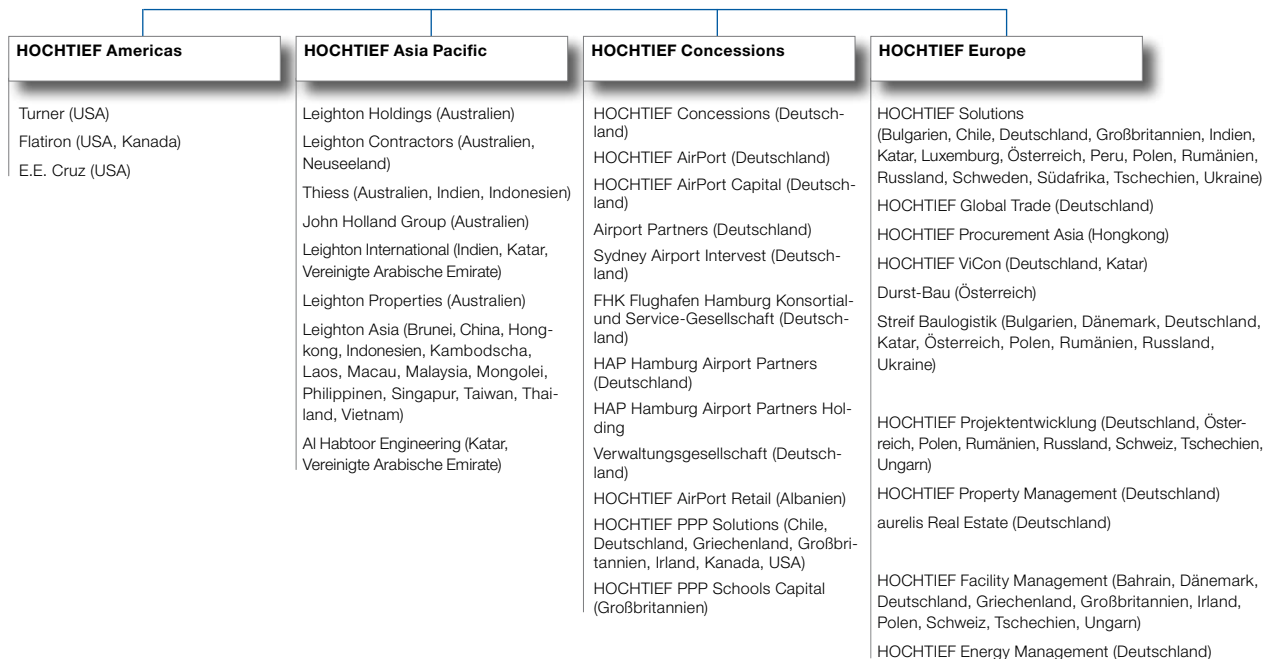 HOCHTIEF Americas
Turner (USA)
Flatiron (USA, Kanada)
E.E. Cruz (USA)
HOCHTIEF Asia Pacific
Leighton Holdings (Australien)
Leighton Contractors (Australien,
Neuseeland)
Thiess (Australien, Indien, Indonesien)
John Holland Group (Australien)
Leighton International (Indien, Katar,
Vereinigte Arabische Emirate)
Leighton Properties (Australien)
Leighton Asia (Brunei, China, Hong-
kong, Indonesien, Kambodscha,
Laos, Macau, Malaysia, Mongolei,
Philippinen, Singapur, Taiwan, Thai-
land, Vietnam)
Al Habtoor Engineering (Katar,
Vereinigte Arabische Emirate)
HOCHTIEF Concessions
HOCHTIEF Concessions (Deutsch-
land)
HOCHTIEF AirPort (Deutschland)
HOCHTIEF AirPort Capital (Deutsch-
land)
Airport Partners (Deutschland)
Sydney Airport Intervest (Deutsch-
land)
FHK Flughafen Hamburg Konsortial-
und Service-Gesellschaft (Deutsch-
land)
HAP Hamburg Airport Partners
(Deutschland)
HAP Hamburg Airport Partners Hol-
ding
Verwaltungsgesellschaft (Deutsch-
land)
HOCHTIEF AirPort Retail (Albanien)
HOCHTIEF PPP Solutions (Chile,
Deutschland, Griechenland, Großbri-
tannien, Irland, Kanada, USA)
HOCHTIEF PPP Schools Capital
(Großbritannien)
HOCHTIEF Europe
HOCHTIEF Solutions
(Bulgarien, Chile, Deutschland, Großbritannien, Indien,
Katar, Luxemburg, Österreich, Peru, Polen, Rumänien,
Russland, Schweden, Südafrika, Tschechien, Ukraine)
HOCHTIEF Global Trade (Deutschland)
HOCHTIEF Procurement Asia (Hongkong)
HOCHTIEF ViCon (Deutschland, Katar)
Durst-Bau (Österreich)
Streif Baulogistik (Bulgarien, Dänemark, Deutschland,
Katar, Österreich, Polen, Rumänien, Russland,
Ukraine)
HOCHTIEF Projektentwicklung (Deutschland, Öster-
reich, Polen, Rumänien, Russland, Schweiz, Tschechien,
Ungarn)
HOCHTIEF Property Management (Deutschland)
aurelis Real Estate (Deutschland)
HOCHTIEF Facility Management (Bahrain, Dänemark,
Deutschland, Griechenland, Großbritannien, Irland,
Polen, Schweiz, Tschechien, Ungarn)
HOCHTIEF Energy Management (Deutschland)